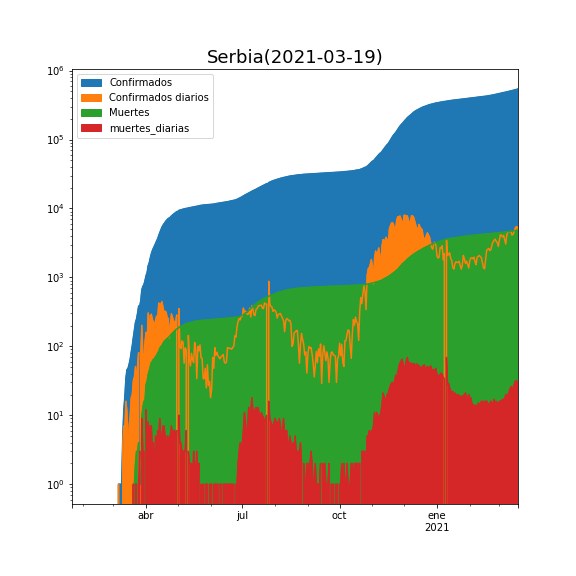 Serbia(2021-03-19)
Confirmados
Confirmados diarios
Muertes
muertes_diarias
10⁶
10⁵
10⁴
10³
10²
10¹
10⁰
abr jul oct ene
2021